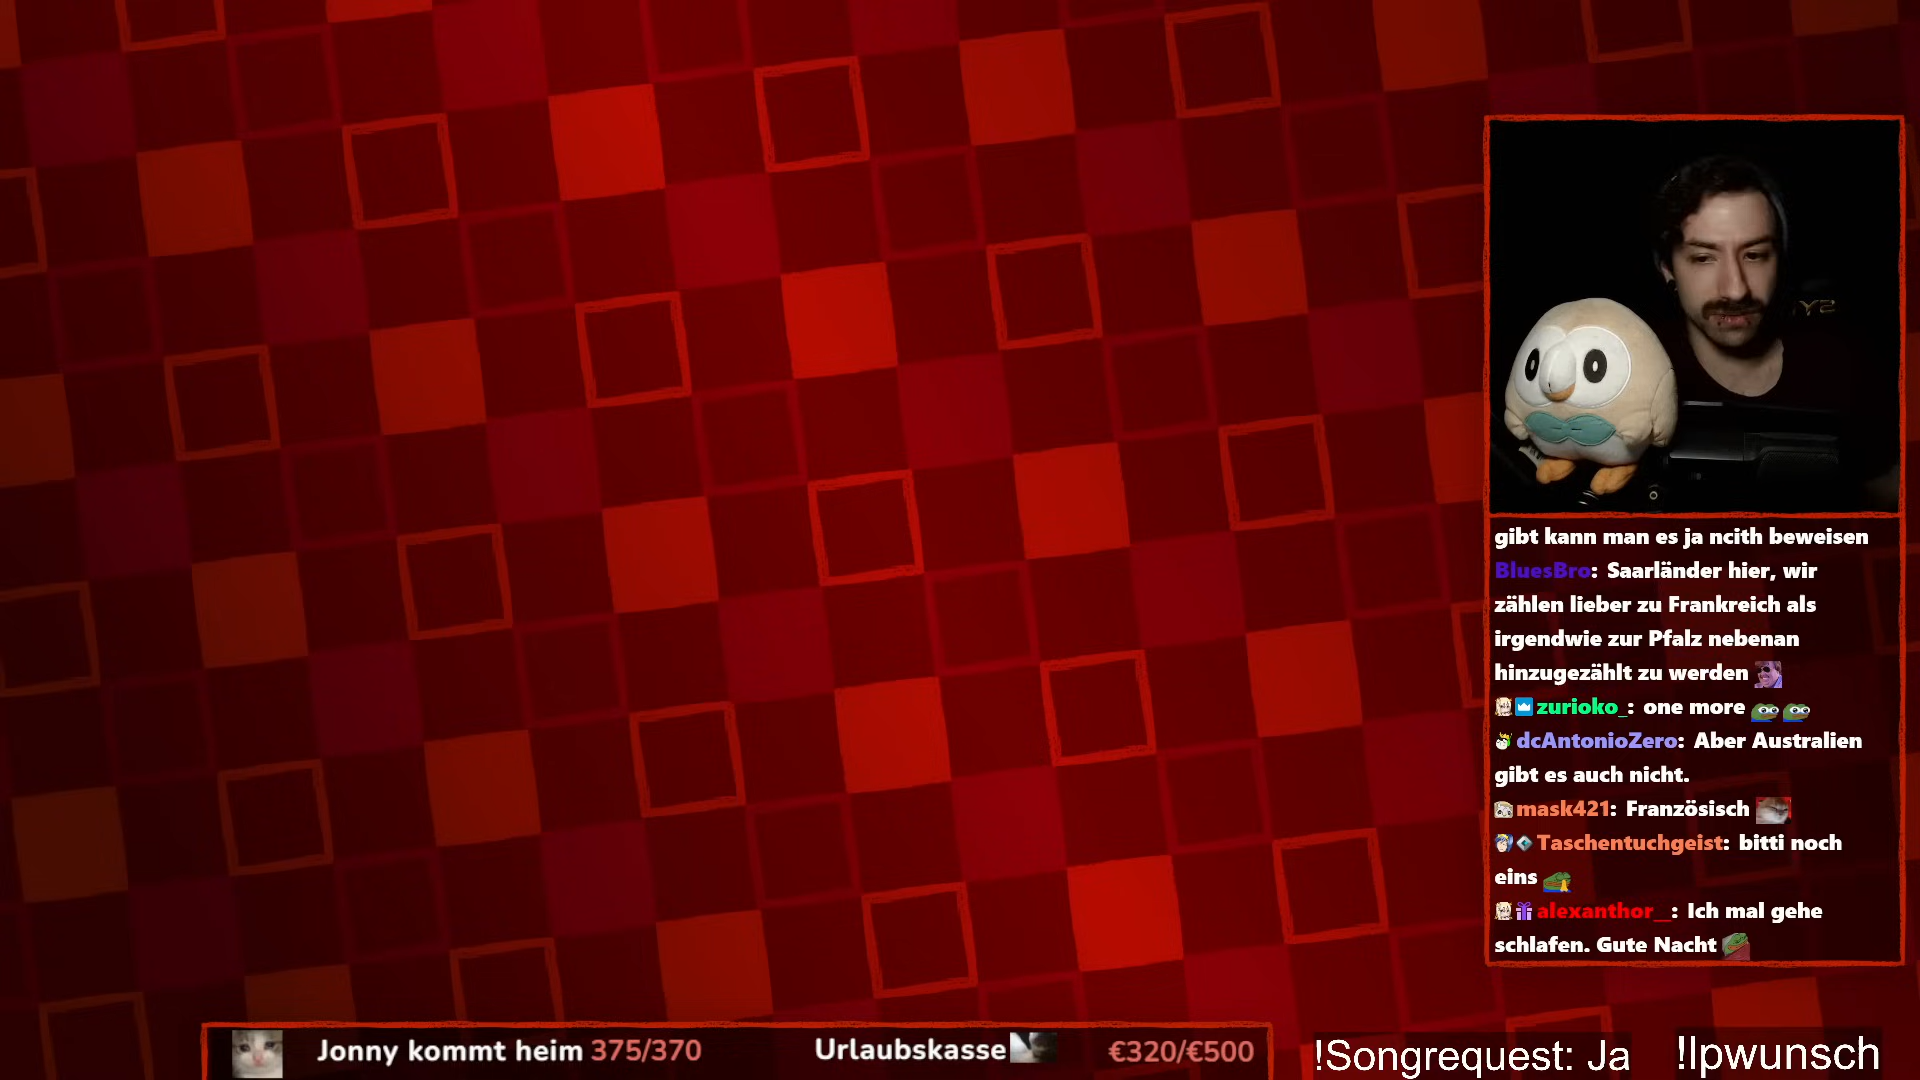 gibt kann man es ja ncith beweisen
BluesBro: Saarländer hier, wir
zählen lieber zu Frankreich als
irgendwie zur Pfalz nebenan
hinzugezählt zu werden
zurioko_: one more
dcAntonioZero: Aber Australien
gibt es auch nicht.
mask421: Französisch
Taschentuchgeist: bitti noch
eins
alexanthor__: Ich mal gehe
schlafen. Gute Nacht
Jonny kommt heim 375/370
Urlaubskasse €320/€500
!Songrequest: Ja
!lpwunsch